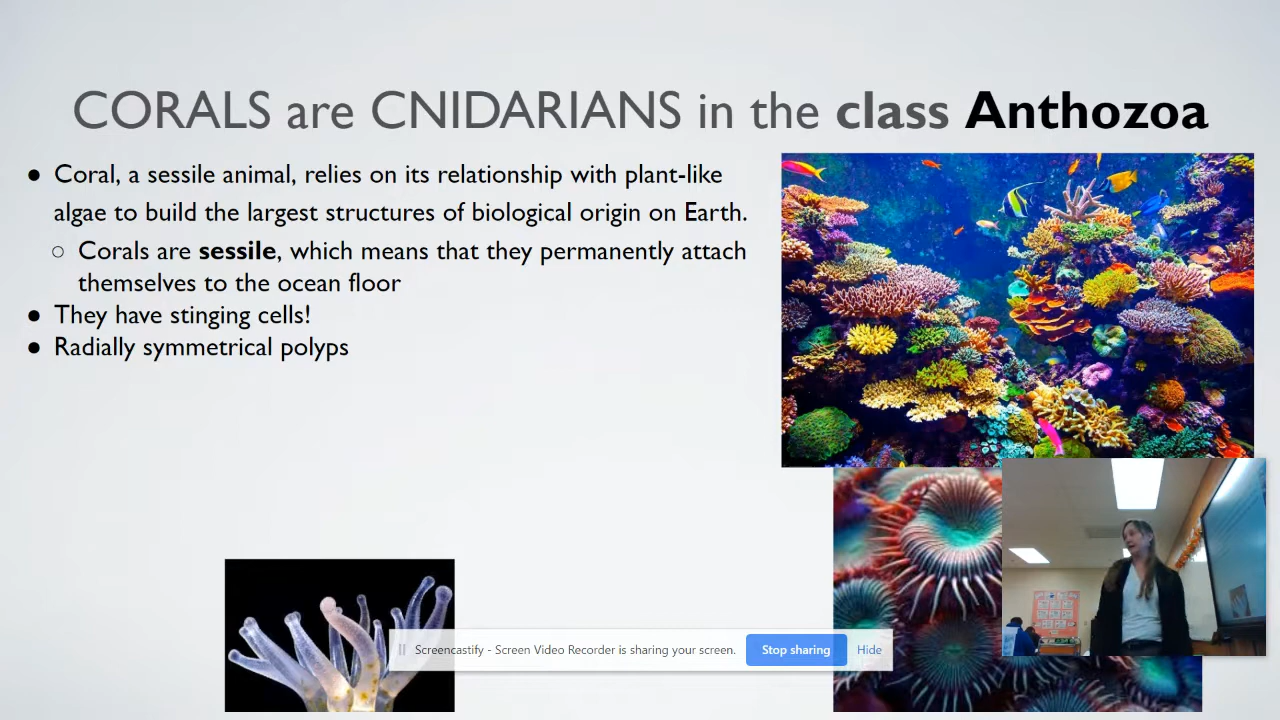 CORALS are CNIDARIANS in the class Anthozoa
● Coral, a sessile animal, relies on its relationship with plant-like
algae to build the largest structures of biological origin on Earth.
○ Corals are sessile, which means that they permanently attach
themselves to the ocean floor
● They have stinging cells!
● Radially symmetrical polyps
Screencastify - Screen Video Recorder is sharing your screen. Stop sharing Hide